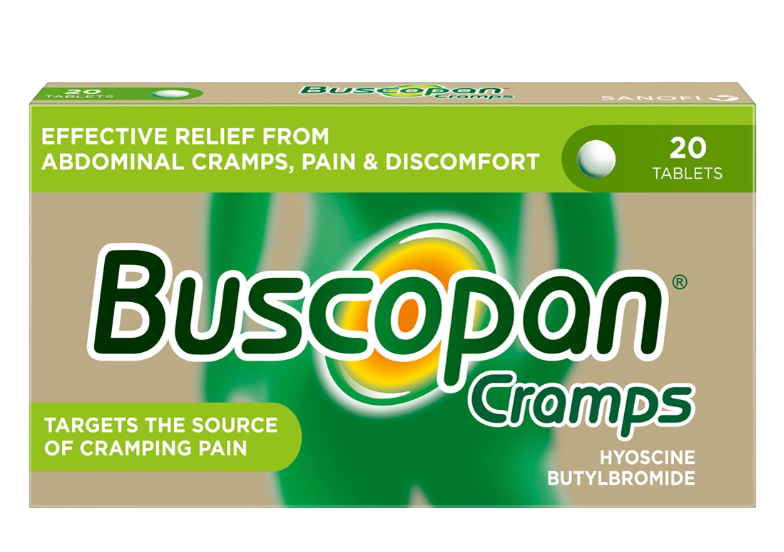 20
TABLETS
Buscopan
Cramps
SANOFI
EFFECTIVE RELIEF FROM
ABDOMINAL CRAMPS, PAIN & DISCOMFORT
20
TABLETS
Buscopan®
Cramps
TARGETS THE SOURCE
OF CRAMPING PAIN
HYOSCINE
BUTYLBROMIDE